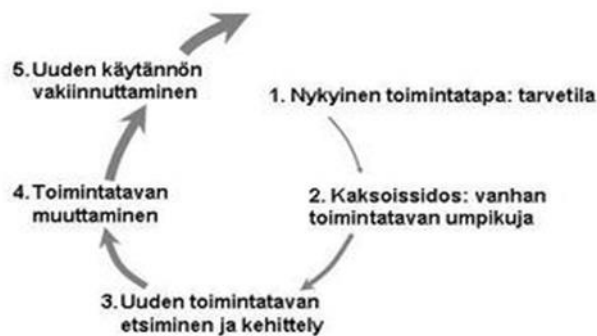 1. Nykyinen toimintatapa: tarvetila
2. Kaksoissidos: vanhan
toimintatavan umpikuja
3. Uuden toimintatavan
etsiminen ja kehittely
4. Toimintatavan
muuttaminen
5. Uuden käytännön
vakiinnuttaminen